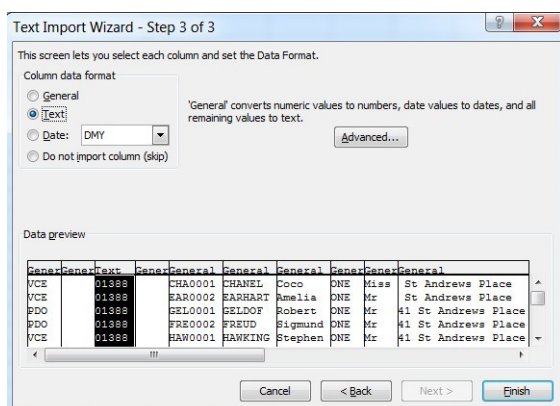 Text Import Wizard - Step 3 of 3
This screen lets you select each column and set the Data Format.
Column data format
General
Text
Date: DMY
Do not import column (skip)
'General' converts numeric values to numbers, date values to dates, and all
remaining values to text.
Advanced...
Data preview
GenerGenerText GenerGeneral General General GenerGenerGeneral
VCE 01388 CHA0001 CHANEL Coco ONE Miss St Andrews Place
VCE 01388 EAR0002 EARHART Amelia ONE Mr St Andrews Place
PDO 01388 GEL0001 GELDOF Robert ONE Mr 41 St Andrews Place
PDO 01388 FRE0002 FREUD Sigmund ONE Mr 41 St Andrews Place
VCE 01388 HAW0001 HAWKING Stephen ONE Mr 41 St Andrews Place
Cancel < Back Next > Finish